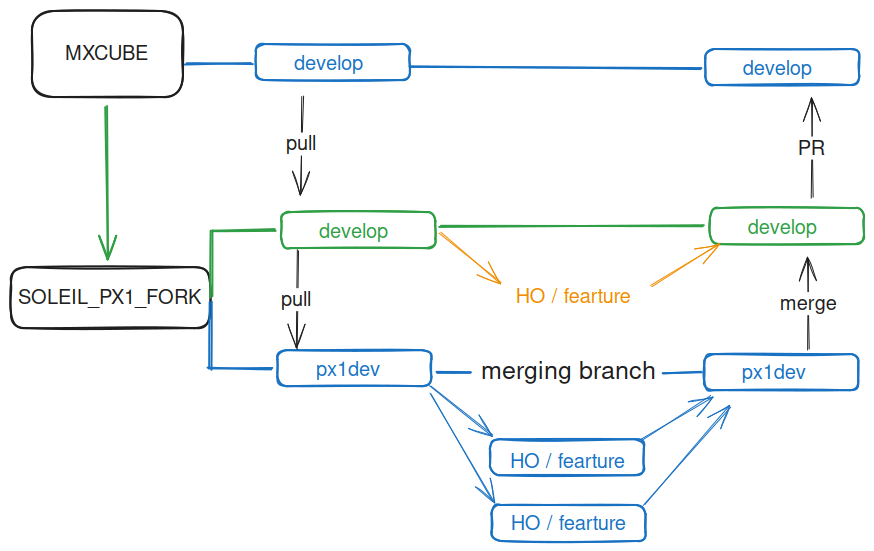 MXCUBE
develop
develop
pull
PR
develop
develop
SOLEIL_PX1_FORK
HO / fearture
pull
merge
px1dev
merging branch
px1dev
HO / fearture
HO / fearture